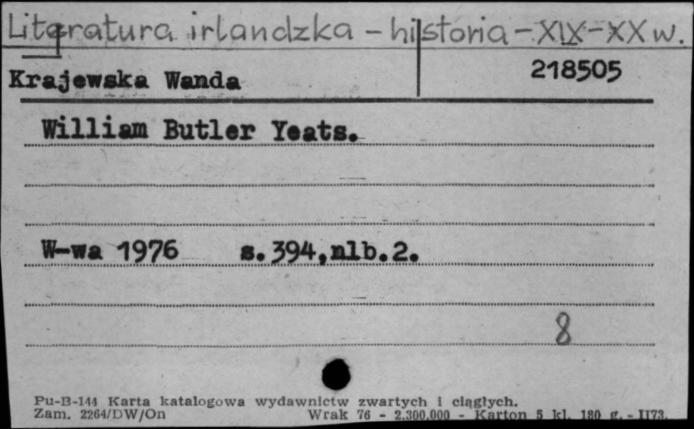 Literatura irlandzka - historia - XIX - XX w.
Krajewska Wanda
218505
William Butler Yeats.
W-wa 1976 s.394,nlb.2.
8
Pu-B-144 Karta katalogowa wydawnictw zwartych i ciągłych.
Zam. 2264/DW/On Wrak 76 - 2.300.000 - Karton 5 kl. 180 g. - II73.